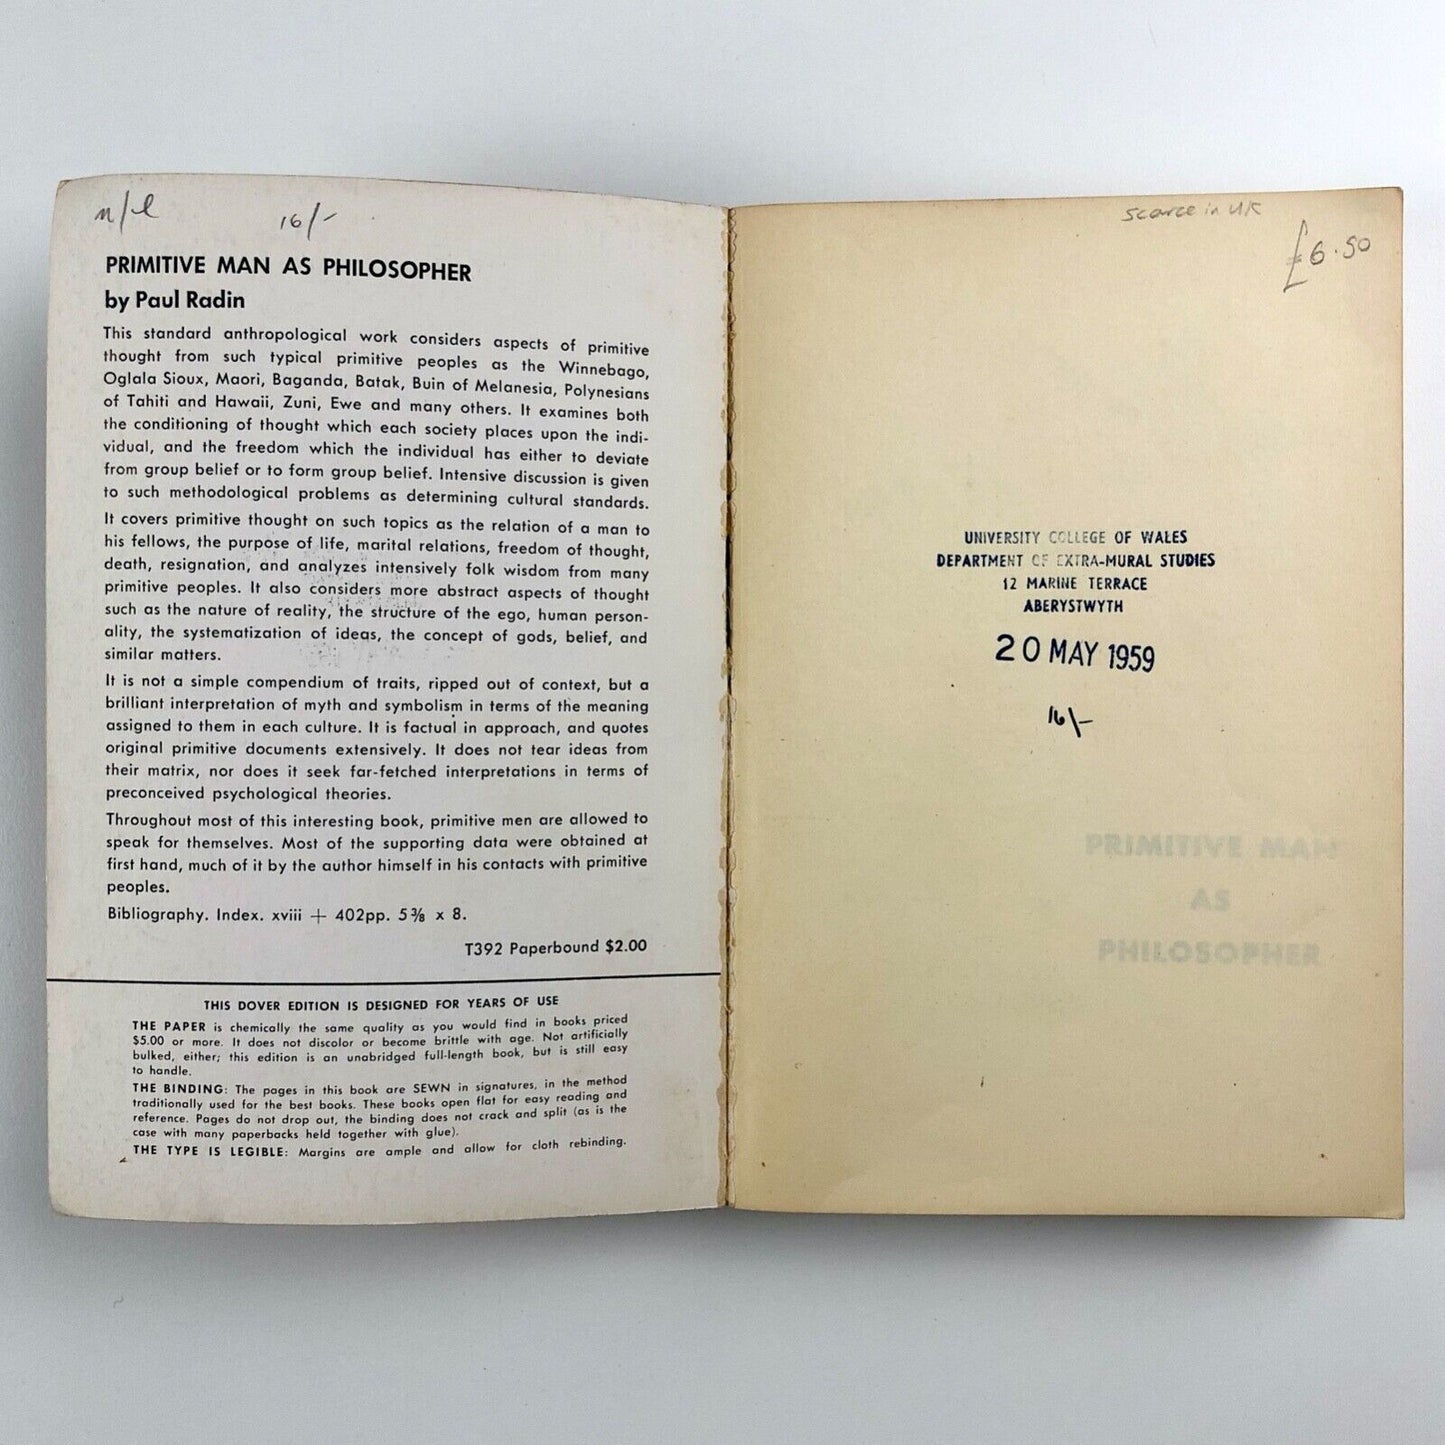 n/l
16/-
PRIMITIVE MAN AS PHILOSOPHER
by Paul Radin
This standard anthropological work considers aspects of primitive
thought from such typical primitive peoples as the Winnebago,
Oglala Sioux, Maori, Baganda, Batak, Buin of Melanesia, Polynesians
of Tahiti and Hawaii, Zuni, Ewe and many others. It examines both
the conditioning of thought which each society places upon the indi-
vidual, and the freedom which the individual has either to deviate
from group belief or to form group belief. Intensive discussion is given
to such methodological problems as determining cultural standards.
It covers primitive thought on such topics as the relation of a man to
his fellows, the purpose of life, marital relations, freedom of thought,
death, resignation, and analyzes intensively folk wisdom from many
primitive peoples. It also considers more abstract aspects of thought
such as the nature of reality, the structure of the ego, human person-
ality, the systematization of ideas, the concept of gods, belief, and
similar matters.
It is not a simple compendium of traits, ripped out of context, but a
brilliant interpretation of myth and symbolism in terms of the meaning
assigned to them in each culture. It is factual in approach, and quotes
original primitive documents extensively. It does not tear ideas from
their matrix, nor does it seek far-fetched interpretations in terms of
preconceived psychological theories.
Throughout most of this interesting book, primitive men are allowed to
speak for themselves. Most of the supporting data were obtained at
first hand, much of it by the author himself in his contacts with primitive
peoples.
Bibliography. Index. xviii + 402pp. 5⅜ x 8.
T392 Paperbound $2.00
THIS DOVER EDITION IS DESIGNED FOR YEARS OF USE
THE PAPER is chemically the same quality as you would find in books priced
$5.00 or more. It does not discolor or become brittle with age. Not artificially
bulked, either; this edition is an unabridged full-length book, but is still easy
to handle.
THE BINDING: The pages in this book are SEWN in signatures, in the method
traditionally used for the best books. These books open flat for easy reading and
reference. Pages do not drop out, the binding does not crack and split (as is the
case with many paperbacks held together with glue).
THE TYPE IS LEGIBLE: Margins are ample and allow for cloth rebinding.
scarce in UK
£6.50
UNIVERSITY COLLEGE OF WALES
DEPARTMENT OF EXTRA-MURAL STUDIES
12 MARINE TERRACE
ABERYSTWYTH
20 MAY 1959
16\-
PRIMITIVE MAN
AS
PHILOSOPHER